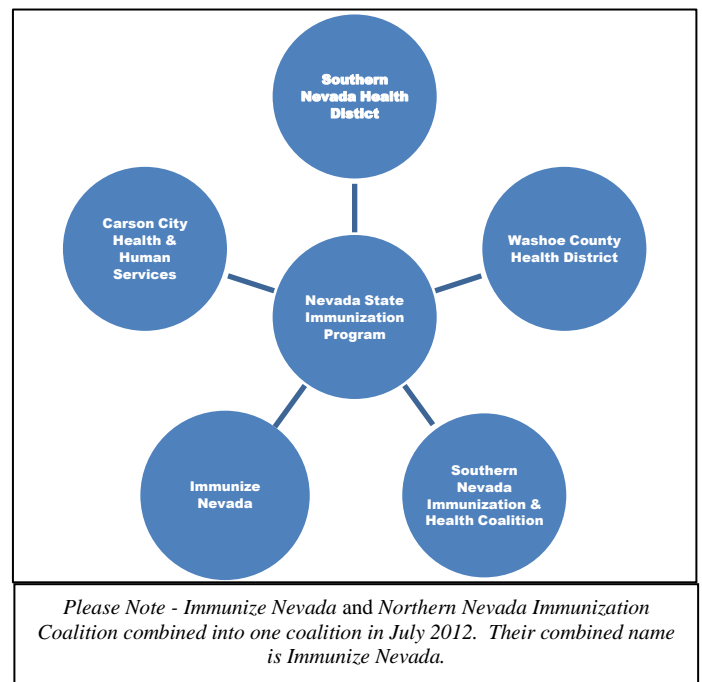 Southern
Nevada Health
Distict
Carson City
Health &
Human
Services
Washoe County
Health District
Nevada State
Immunization
Program
Immunize
Nevada
Southern
Nevada
Immunization &
Health Coalition
Please Note - Immunize Nevada and Northern Nevada Immunization
Coalition combined into one coalition in July 2012. Their combined name
is Immunize Nevada.